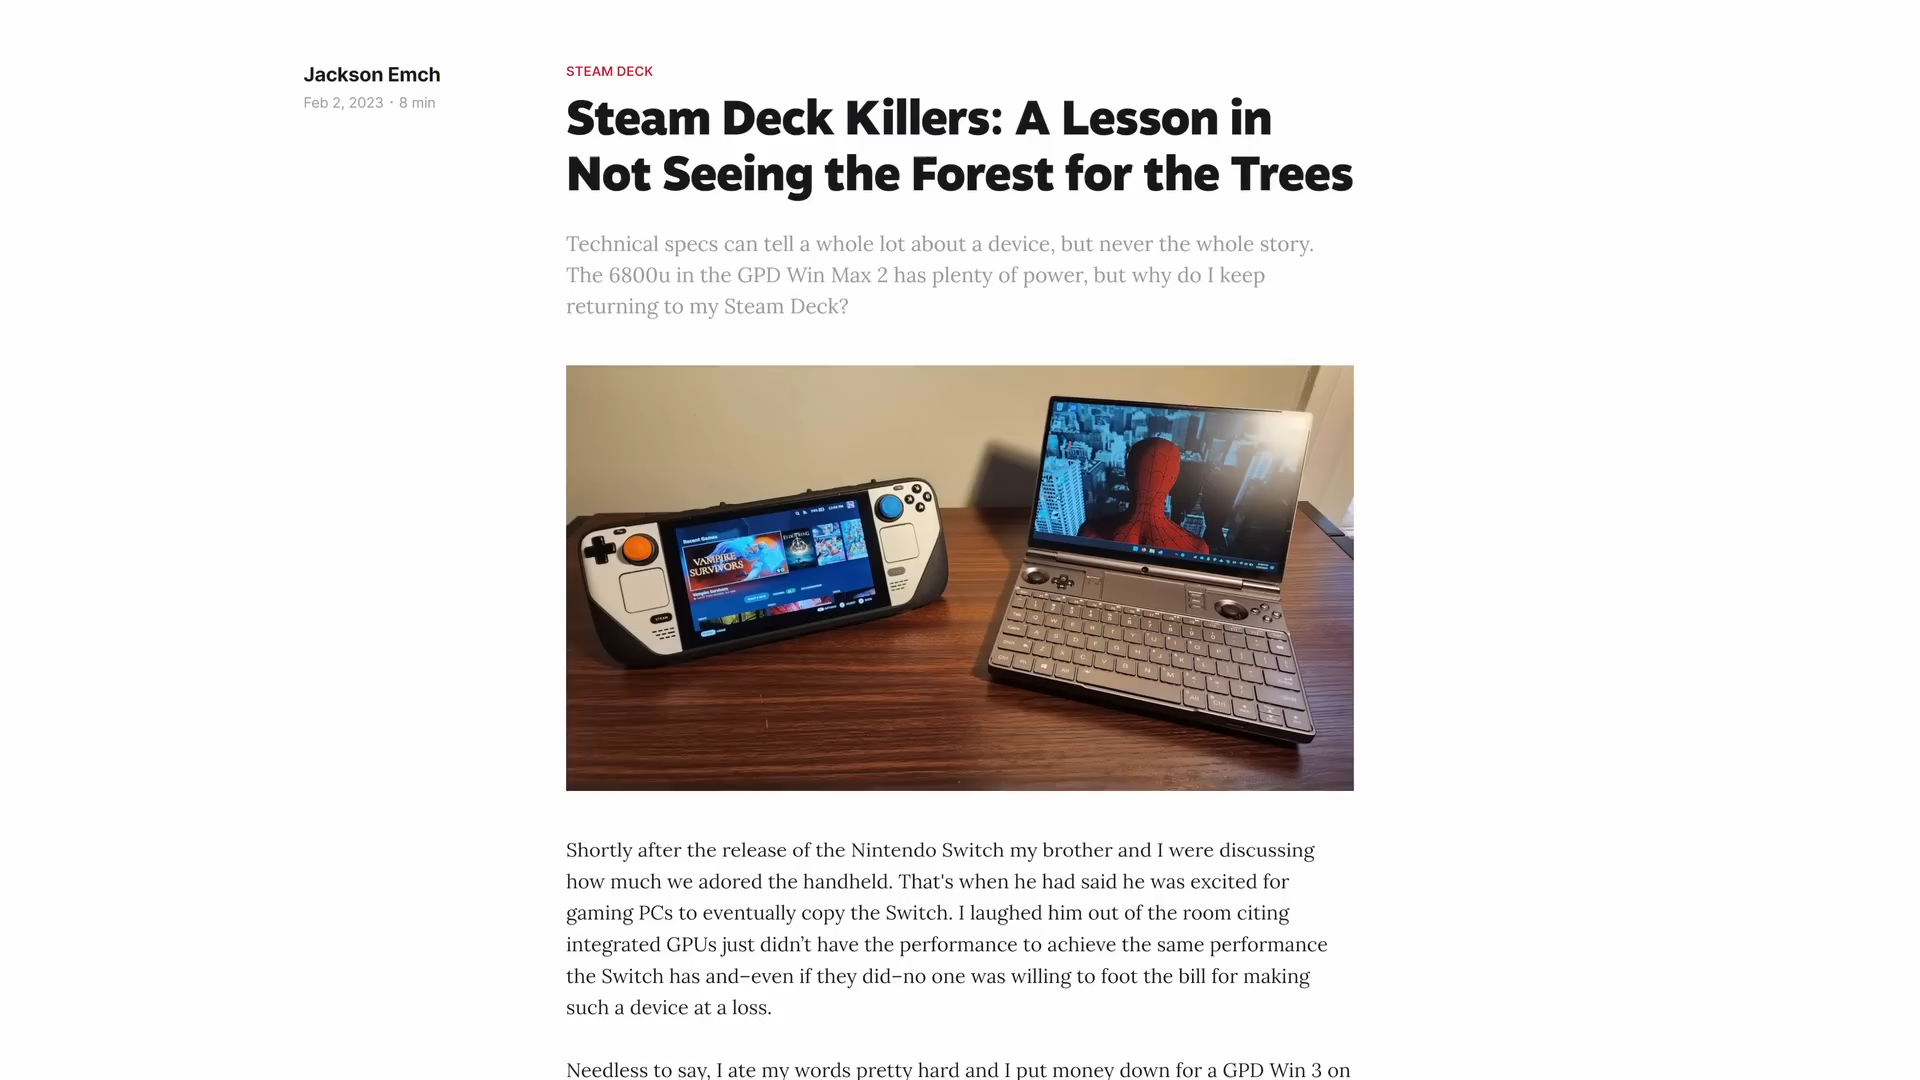 Jackson Emch
Feb 2, 2023 · 8 min
STEAM DECK
Steam Deck Killers: A Lesson in
Not Seeing the Forest for the Trees
Technical specs can tell a whole lot about a device, but never the whole story.
The 6800u in the GPD Win Max 2 has plenty of power, but why do I keep
returning to my Steam Deck?
Recent Games
VAMPIRE
SURVIVORS
ELDEN RING
Vampire Survivors
STEAM
Shortly after the release of the Nintendo Switch my brother and I were discussing
how much we adored the handheld. That's when he had said he was excited for
gaming PCs to eventually copy the Switch. I laughed him out of the room citing
integrated GPUs just didn’t have the performance to achieve the same performance
the Switch has and–even if they did–no one was willing to foot the bill for making
such a device at a loss.
Needless to say, I ate my words pretty hard and I put money down for a GPD Win 3 on